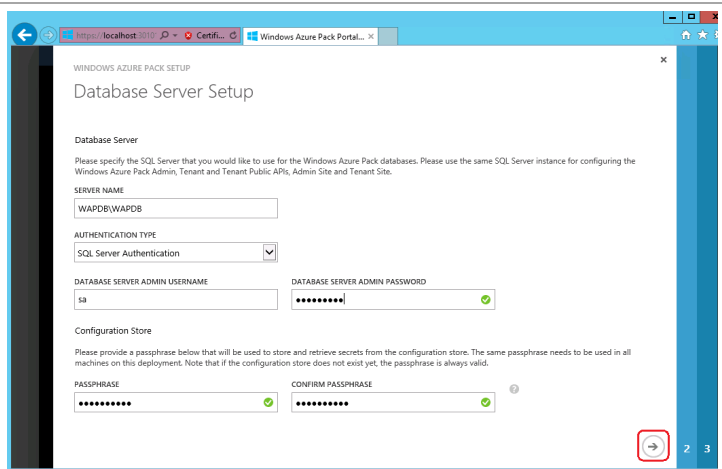 https://localhost:3010
Certifi...
Windows Azure Pack Portal...
WINDOWS AZURE PACK SETUP
Database Server Setup
Database Server
Please specify the SQL Server that you would like to use for the Windows Azure Pack databases. Please use the same SQL Server instance for configuring the
Windows Azure Pack Admin, Tenant and Tenant Public APIs, Admin Site and Tenant Site.
SERVER NAME
WAPDB\WAPDB
AUTHENTICATION TYPE
SQL Server Authentication
DATABASE SERVER ADMIN USERNAME DATABASE SERVER ADMIN PASSWORD
sa ●●●●●●●●●
Configuration Store
Please provide a passphrase below that will be used to store and retrieve secrets from the configuration store. The same passphrase needs to be used in all
machines on this deployment. Note that if the configuration store does not exist yet, the passphrase is always valid.
PASSPHRASE CONFIRM PASSPHRASE
●●●●●●●●●● ●●●●●●●●●●
2 3